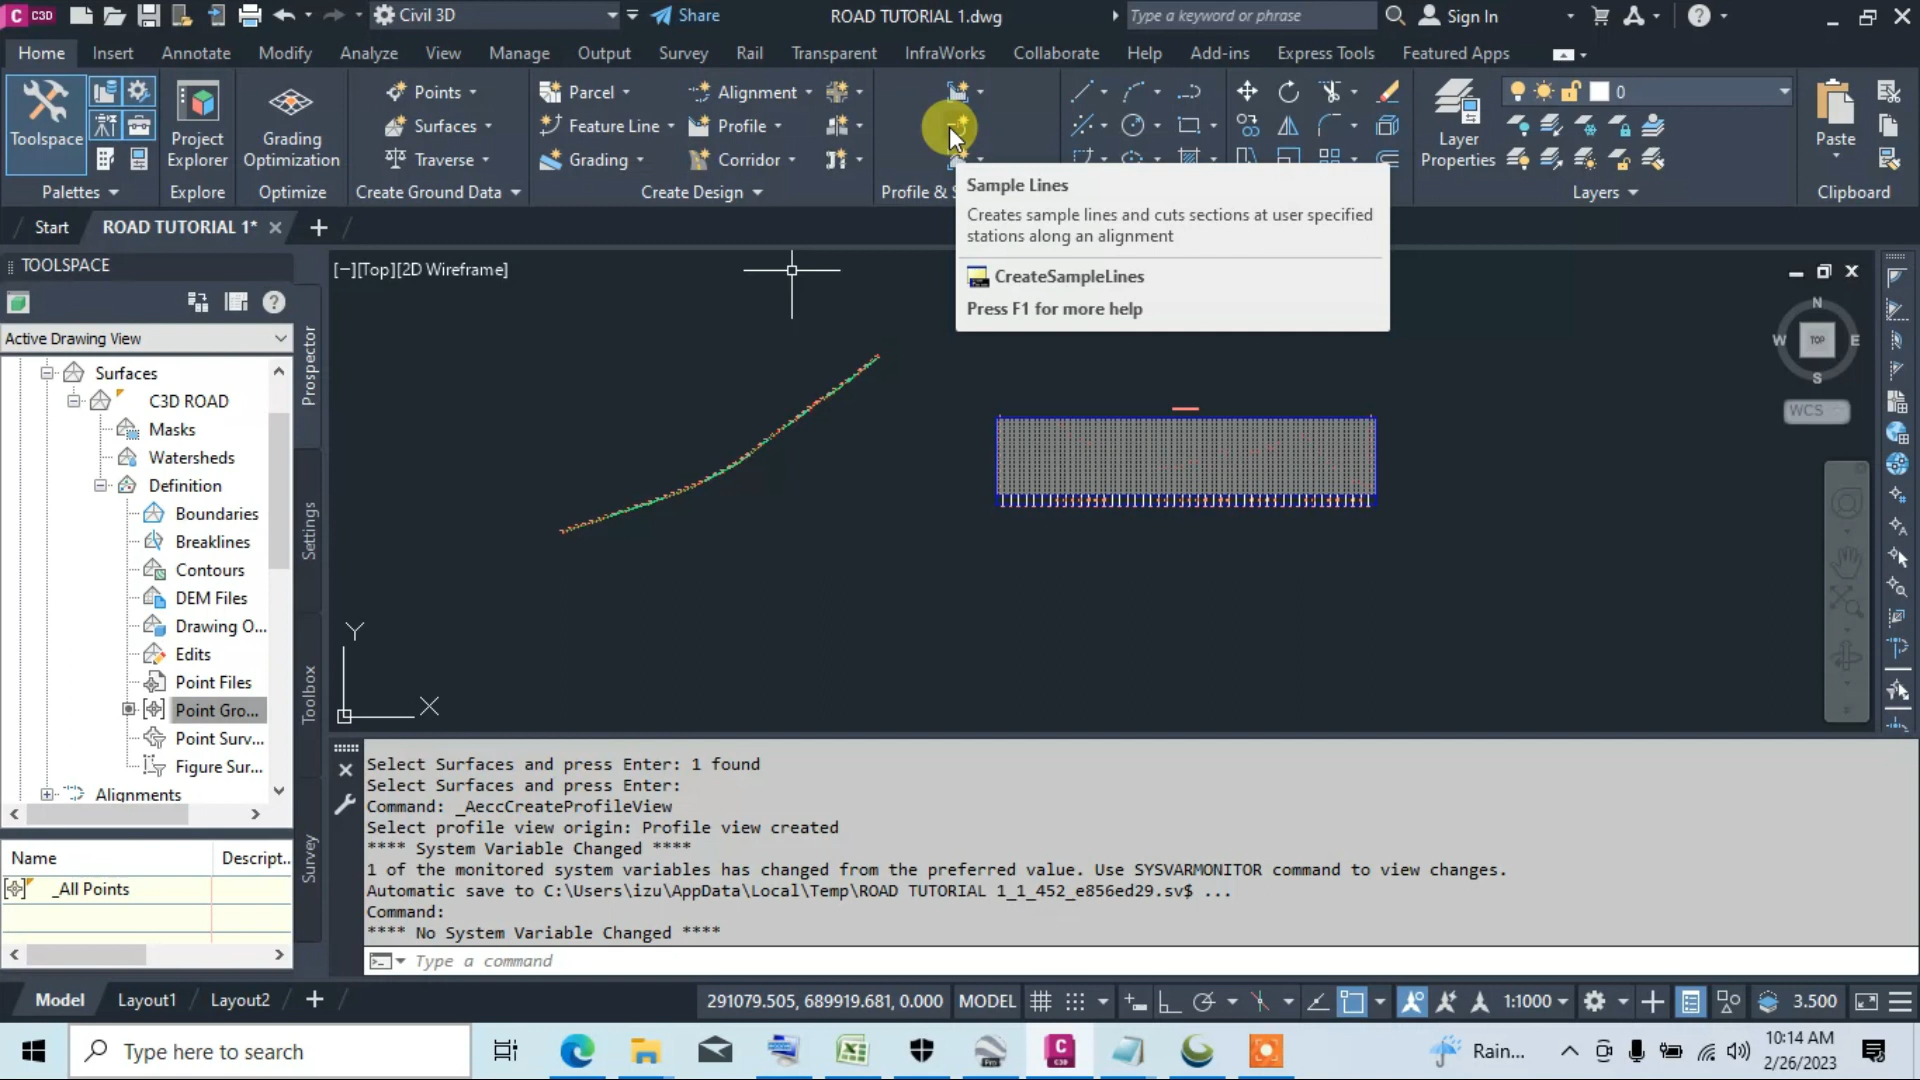 C3D
Civil 3D
Share
ROAD TUTORIAL 1.dwg
Type a keyword or phrase
Sign In
Home
Insert
Annotate
Modify
Analyze
View
Manage
Output
Survey
Rail
Transparent
InfraWorks
Collaborate
Help
Add-ins
Express Tools
Featured Apps
Toolspace
Project Explorer
Grading Optimization
Points
Surfaces
Traverse
Parcel
Feature Line
Grading
Alignment
Profile
Corridor
Layer Properties
0
Paste
Palettes
Explore
Optimize
Create Ground Data
Create Design
Profile & S
Layers
Clipboard
Sample Lines
Creates sample lines and cuts sections at user specified
stations along an alignment
CreateSampleLines
Press F1 for more help
Start
ROAD TUTORIAL 1*
TOOLSPACE
Active Drawing View
Surfaces
C3D ROAD
Masks
Watersheds
Definition
Boundaries
Breaklines
Contours
DEM Files
Drawing O...
Edits
Point Files
Point Gro...
Point Surv...
Figure Sur...
Alignments
Name
Descript..
_All Points
Prospector
Settings
Toolbox
Survey
[−][Top][2D Wireframe]
Y
X
N
W
TOP
E
S
WCS
Select Surfaces and press Enter: 1 found
Select Surfaces and press Enter:
Command: _AeccCreateProfileView
Select profile view origin: Profile view created
**** System Variable Changed ****
1 of the monitored system variables has changed from the preferred value. Use SYSVARMONITOR command to view changes.
Automatic save to C:\Users\izu\AppData\Local\Temp\ROAD TUTORIAL 1_1_452_e856ed29.sv$ ...
Command:
**** No System Variable Changed ****
Type a command
Model
Layout1
Layout2
291079.505, 689919.681, 0.000
MODEL
1:1000
3.500
Type here to search
Rain...
10:14 AM
2/26/2023